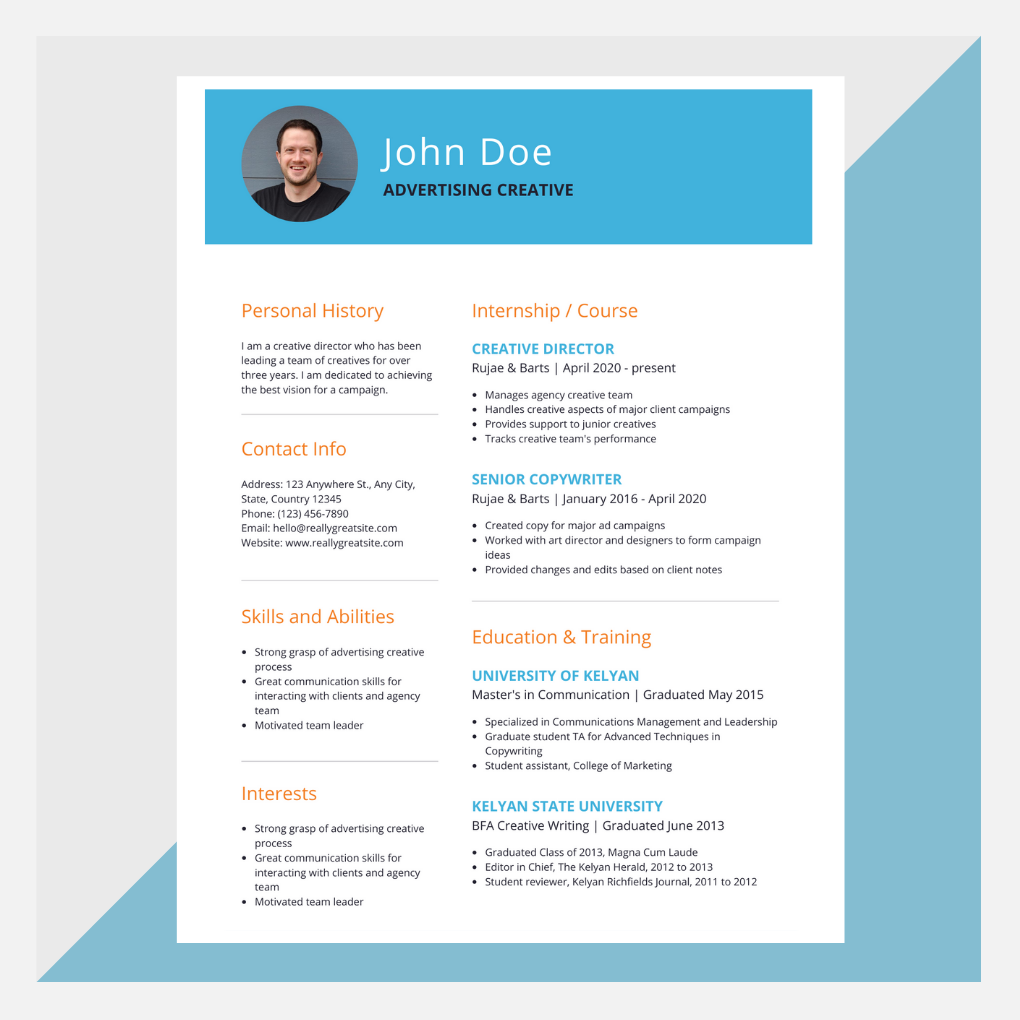 John Doe
ADVERTISING CREATIVE
Personal History
I am a creative director who has been
leading a team of creatives for over
three years. I am dedicated to achieving
the best vision for a campaign.
Contact Info
Address: 123 Anywhere St., Any City,
State, Country 12345
Phone: (123) 456-7890
Email: hello@reallygreatsite.com
Website: www.reallygreatsite.com
Skills and Abilities
• Strong grasp of advertising creative
process
• Great communication skills for
interacting with clients and agency
team
• Motivated team leader
Interests
• Strong grasp of advertising creative
process
• Great communication skills for
interacting with clients and agency
team
• Motivated team leader
Internship / Course
CREATIVE DIRECTOR
Rujae & Barts | April 2020 - present
• Manages agency creative team
• Handles creative aspects of major client campaigns
• Provides support to junior creatives
• Tracks creative team's performance
SENIOR COPYWRITER
Rujae & Barts | January 2016 - April 2020
• Created copy for major ad campaigns
• Worked with art director and designers to form campaign
ideas
• Provided changes and edits based on client notes
Education & Training
UNIVERSITY OF KELYAN
Master's in Communication | Graduated May 2015
• Specialized in Communications Management and Leadership
• Graduate student TA for Advanced Techniques in
Copywriting
• Student assistant, College of Marketing
KELYAN STATE UNIVERSITY
BFA Creative Writing | Graduated June 2013
• Graduated Class of 2013, Magna Cum Laude
• Editor in Chief, The Kelyan Herald, 2012 to 2013
• Student reviewer, Kelyan Richfields Journal, 2011 to 2012